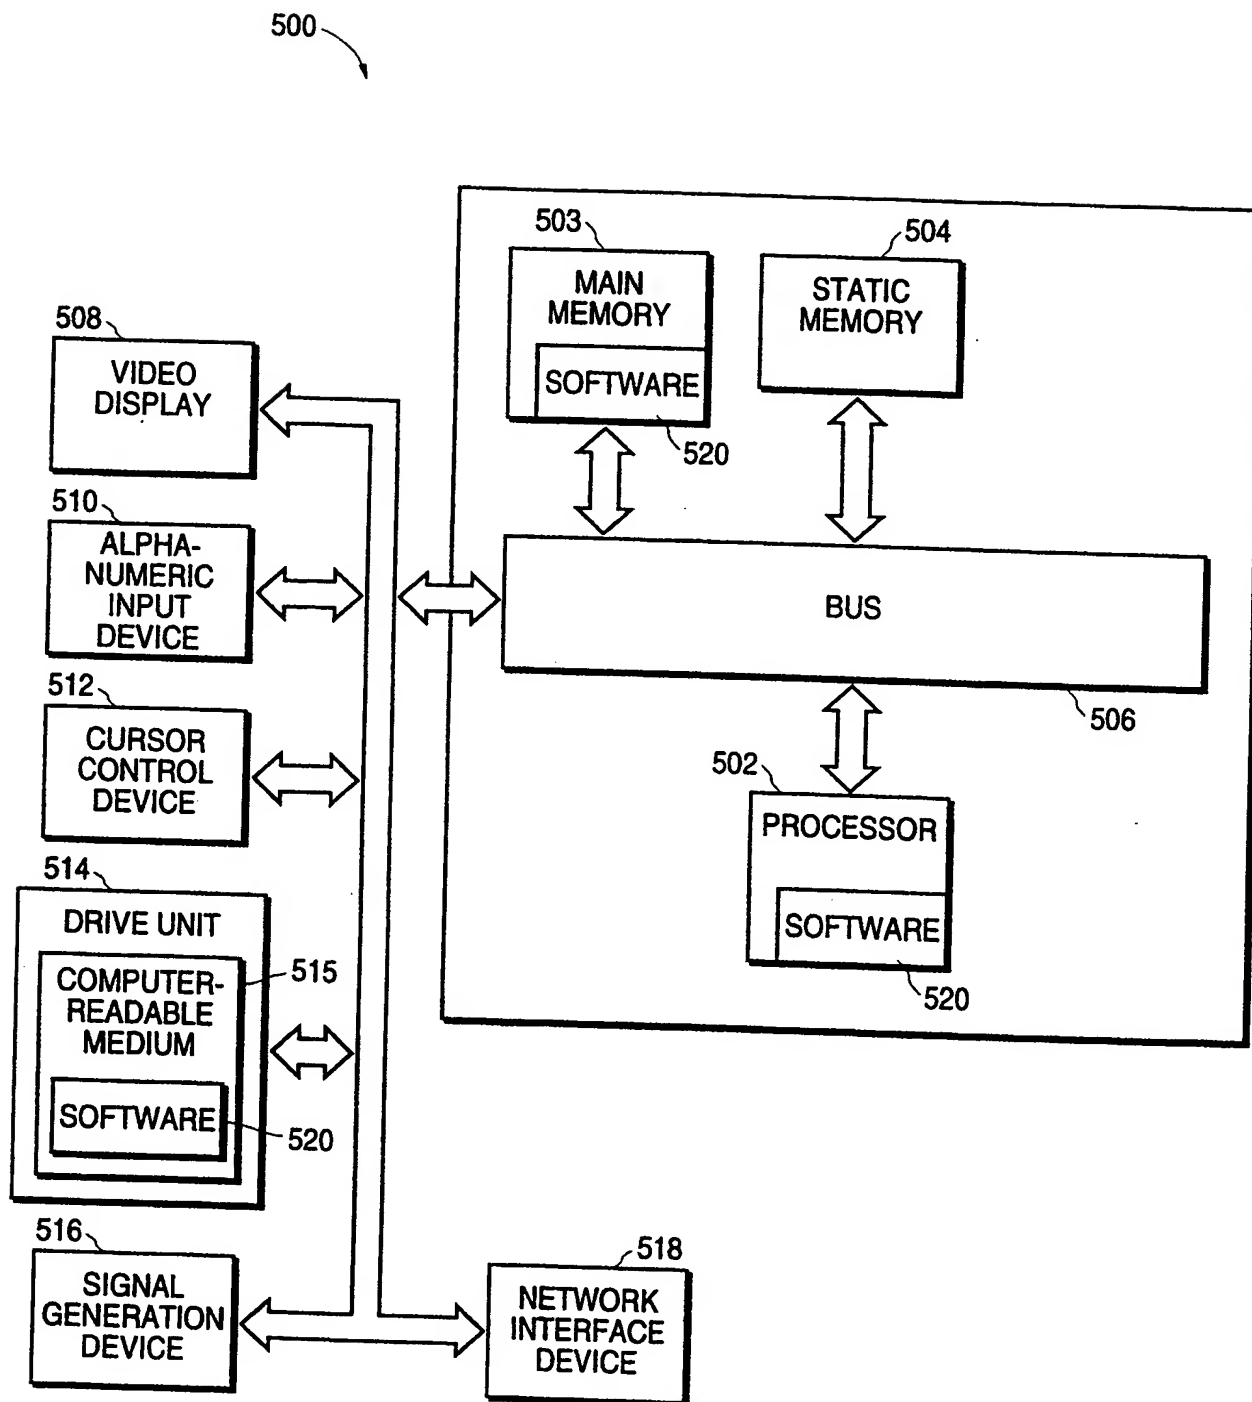 500
503
MAIN
MEMORY
SOFTWARE
520
504
STATIC
MEMORY
508
VIDEO
DISPLAY
510
ALPHA-
NUMERIC
INPUT
DEVICE
BUS
506
512
CURSOR
CONTROL
DEVICE
502
PROCESSOR
SOFTWARE
520
514
DRIVE UNIT
COMPUTER-
READABLE
MEDIUM
515
SOFTWARE
520
516
SIGNAL
GENERATION
DEVICE
518
NETWORK
INTERFACE
DEVICE